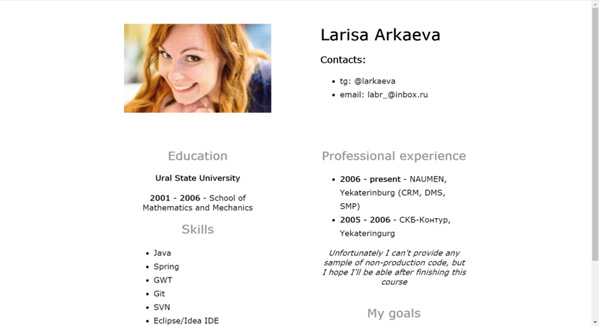 Larisa Arkaeva
Contacts:
tg: @larkaeva
email: labr_@inbox.ru
Education
Ural State University
2001 - 2006 - School of
Mathematics and Mechanics
Skills
Java
Spring
GWT
Git
SVN
Eclipse/Idea IDE
Professional experience
2006 - present - NAUMEN,
Yekaterinburg (CRM, DMS,
SMP)
2005 - 2006 - СКБ-Контур,
Yekateringurg
Unfortunately I can't provide any
sample of non-production code, but
I hope I'll be able after finishing this
course
My goals